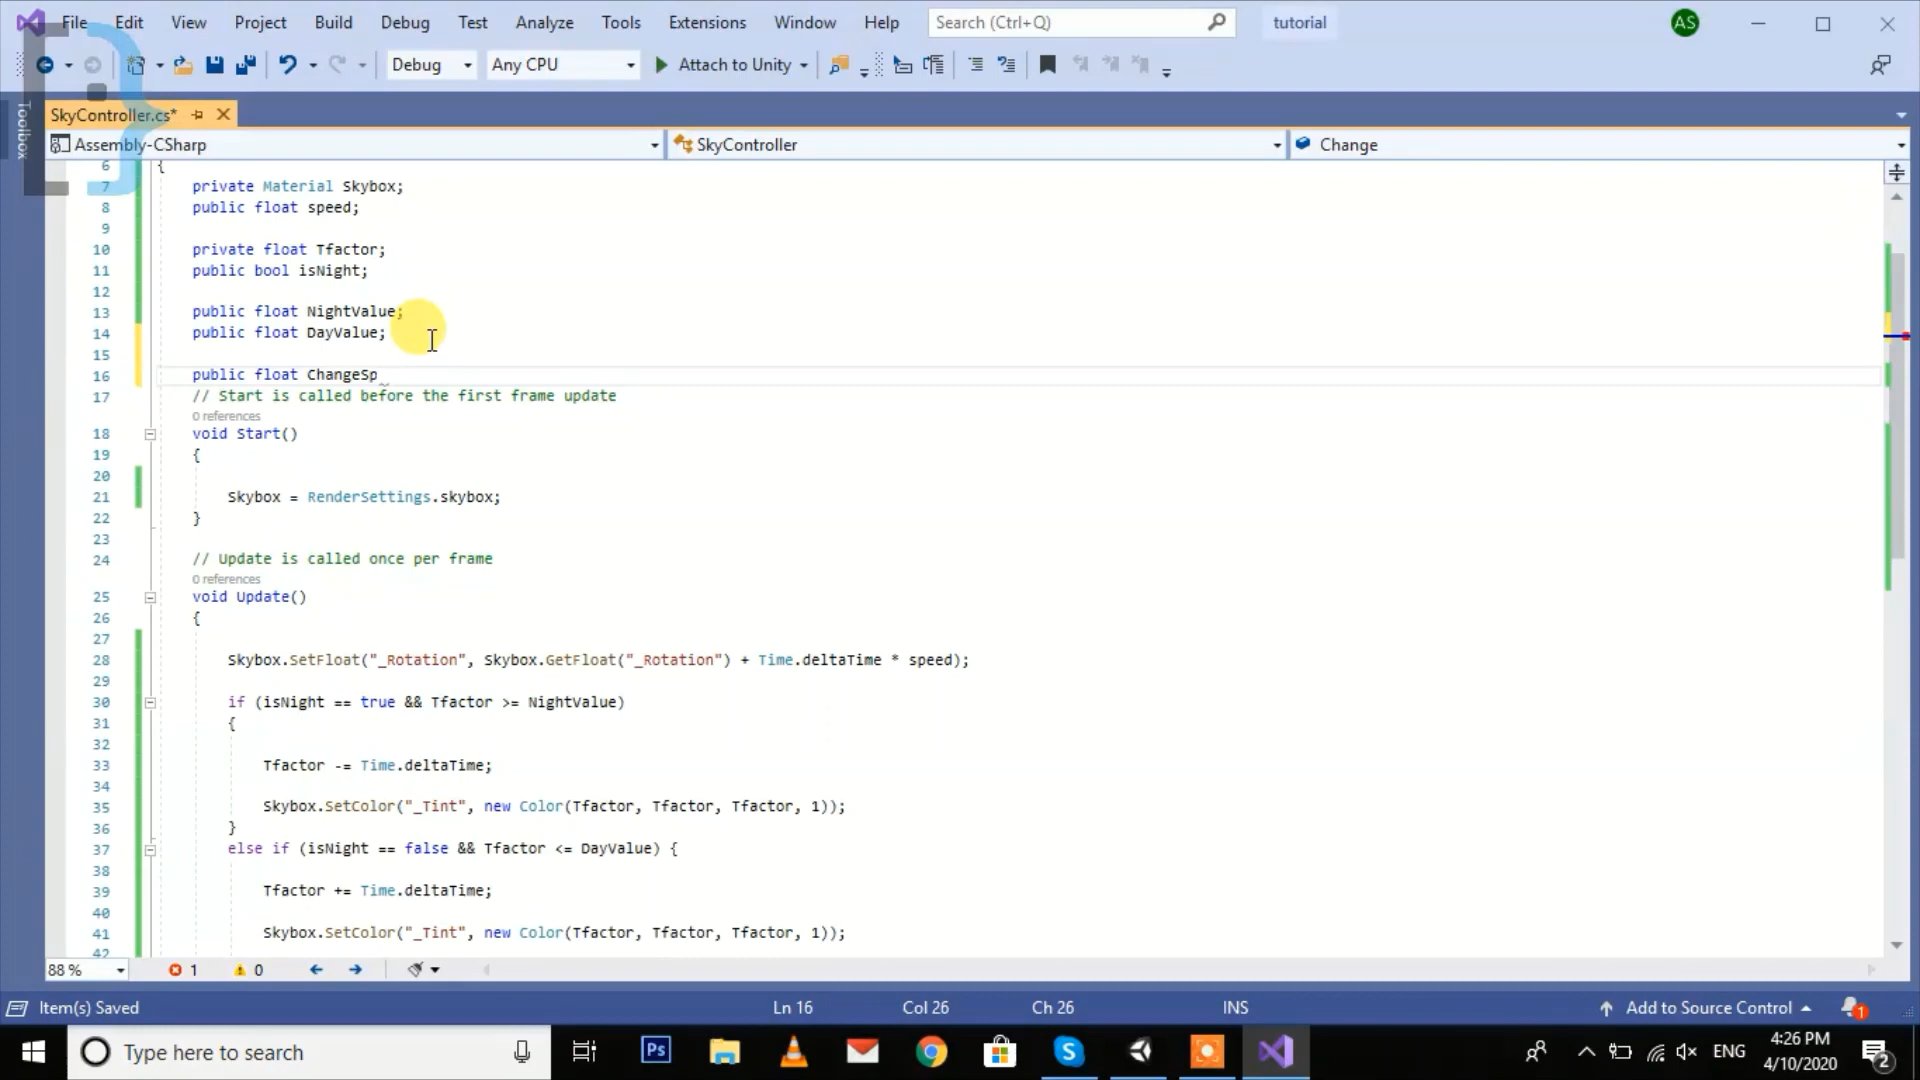 File Edit View Project Build Debug Test Analyze Tools Extensions Window Help Search (Ctrl+Q) tutorial AS
Debug Any CPU Attach to Unity
Toolbox
SkyController.cs*
Assembly-CSharp SkyController Change
6 {
7 private Material Skybox;
8 public float speed;
9
10 private float Tfactor;
11 public bool isNight;
12
13 public float NightValue;
14 public float DayValue;
15
16 public float ChangeSp
17 // Start is called before the first frame update
0 references
18 void Start()
19 {
20
21 Skybox = RenderSettings.skybox;
22 }
23
24 // Update is called once per frame
0 references
25 void Update()
26 {
27
28 Skybox.SetFloat("_Rotation", Skybox.GetFloat("_Rotation") + Time.deltaTime * speed);
29
30 if (isNight == true && Tfactor >= NightValue)
31 {
32
33 Tfactor -= Time.deltaTime;
34
35 Skybox.SetColor("_Tint", new Color(Tfactor, Tfactor, Tfactor, 1));
36 }
37 else if (isNight == false && Tfactor <= DayValue) {
38
39 Tfactor += Time.deltaTime;
40
41 Skybox.SetColor("_Tint", new Color(Tfactor, Tfactor, Tfactor, 1));
42
88 % 1 0
Item(s) Saved Ln 16 Col 26 Ch 26 INS Add to Source Control 1
Type here to search Ps S ENG 4:26 PM
4/10/2020 2